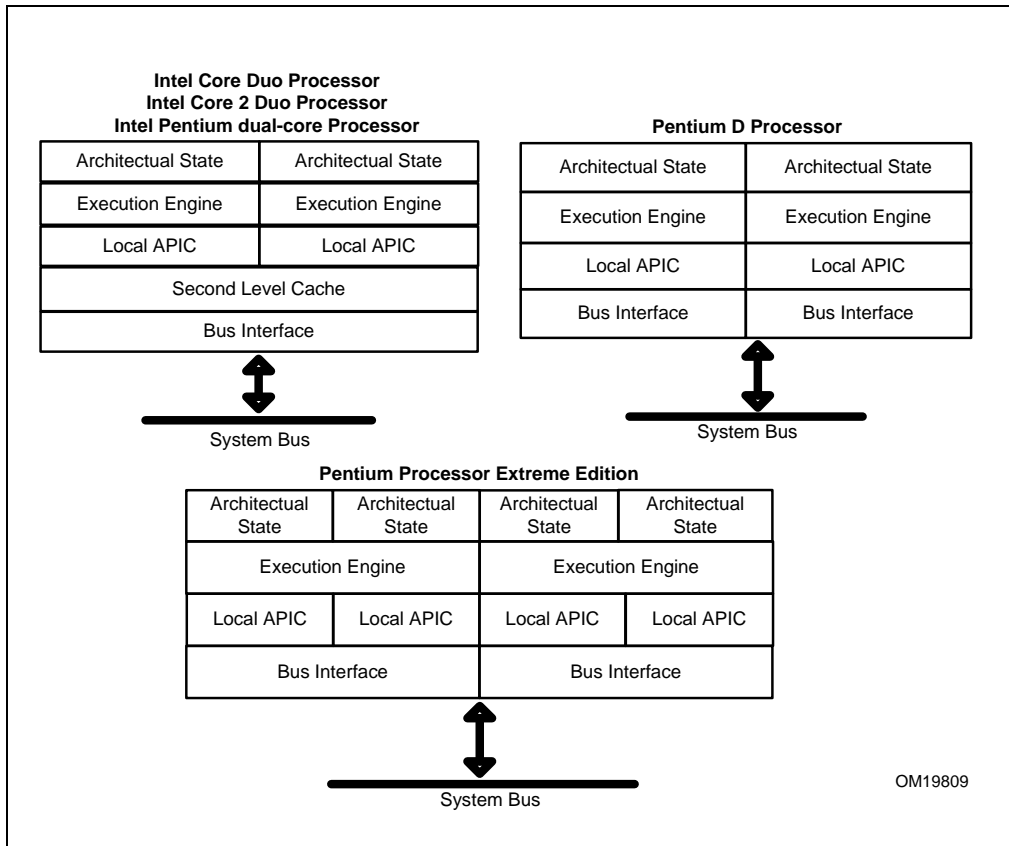 Intel Core Duo Processor
Intel Core 2 Duo Processor
Intel Pentium dual-core Processor
Architectual State
Architectual State
Execution Engine
Execution Engine
Local APIC
Local APIC
Second Level Cache
Bus Interface
System Bus
Pentium D Processor
Architectual State
Architectual State
Execution Engine
Execution Engine
Local APIC
Local APIC
Bus Interface
Bus Interface
System Bus
Pentium Processor Extreme Edition
Architectual
State
Architectual
State
Architectual
State
Architectual
State
Execution Engine
Execution Engine
Local APIC
Local APIC
Local APIC
Local APIC
Bus Interface
Bus Interface
System Bus
OM19809